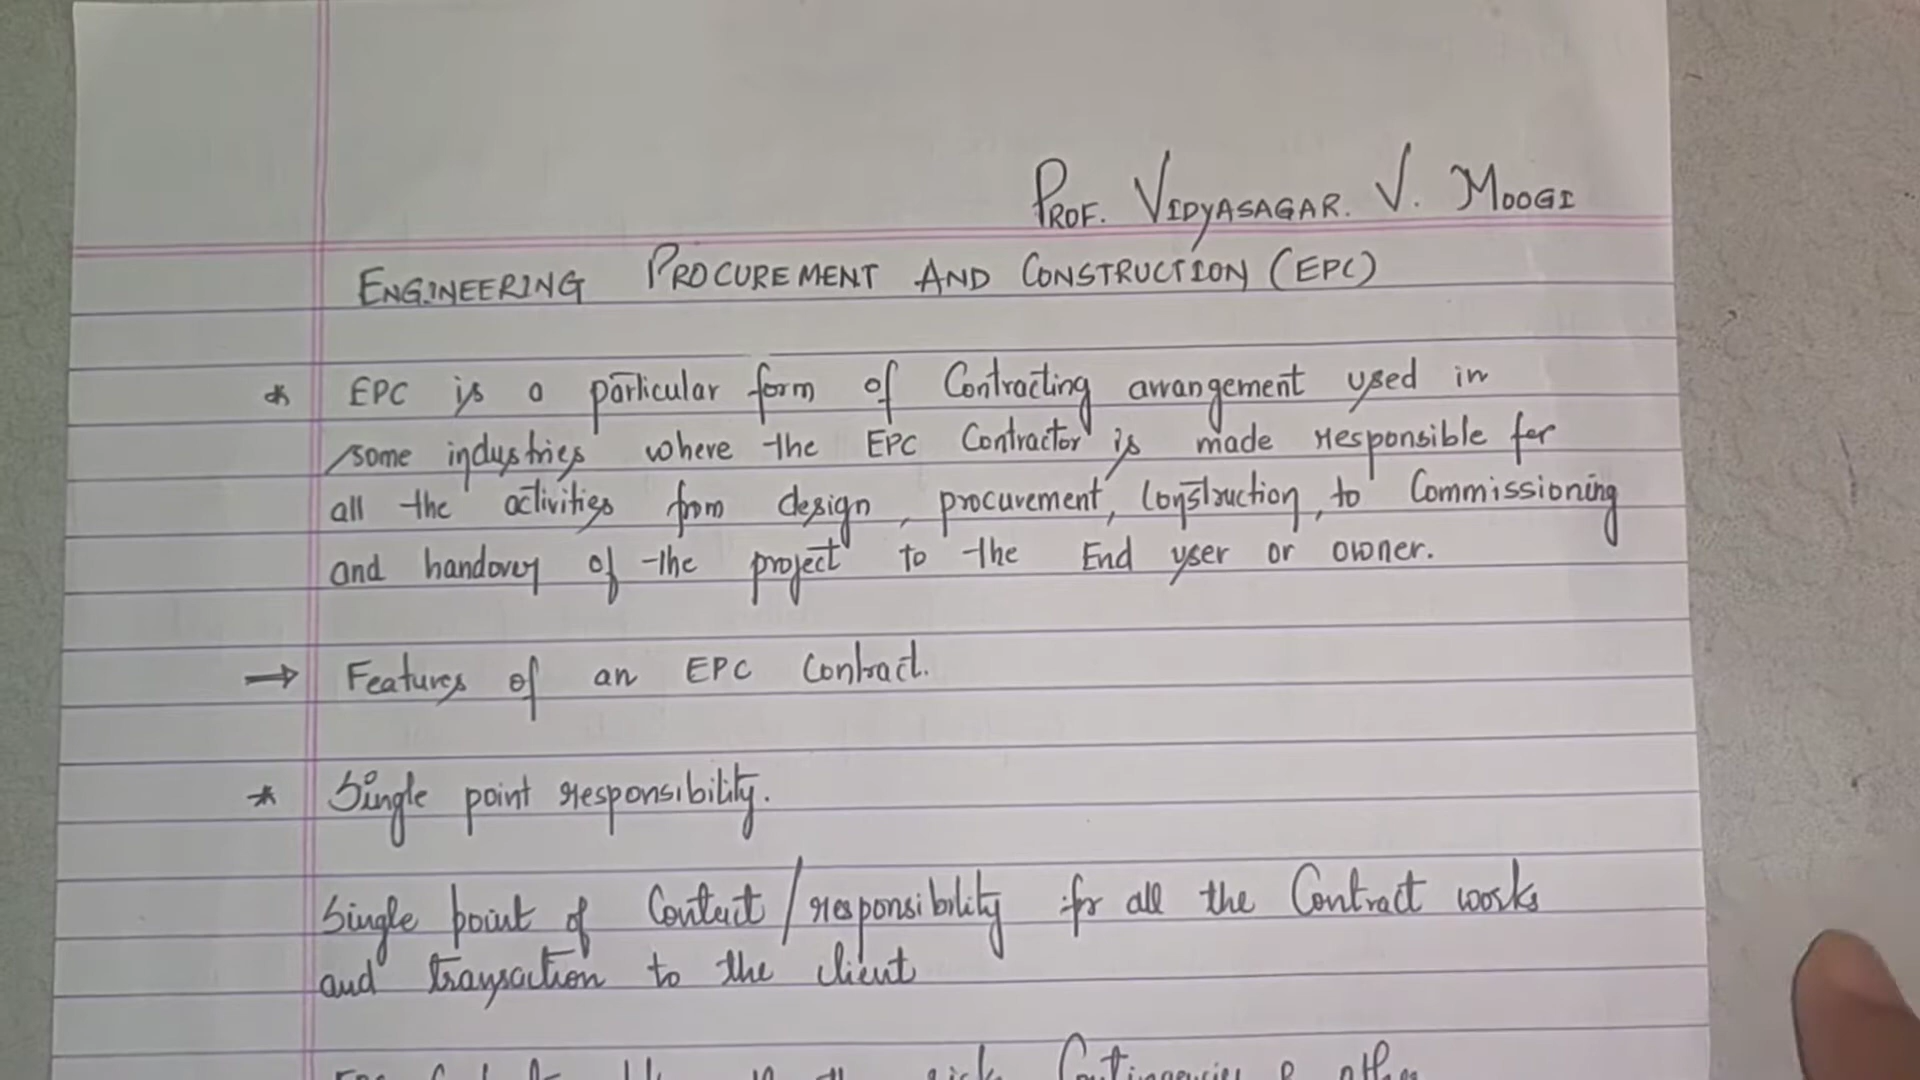 PROF. VIDYASAGAR. V. MOOGI
ENGINEERING PROCUREMENT AND CONSTRUCTION (EPC)
* EPC is a particular form of Contracting arrangement used in
some industries where the EPC Contractor is made responsible for
all the activities from design, procurement, Construction, to Commissioning
and handover of the project to the End user or owner.
→ Features of an EPC Contract.
* Single point responsibility.
Single point of Contact / responsibility for all the Contract works
and transaction to the client